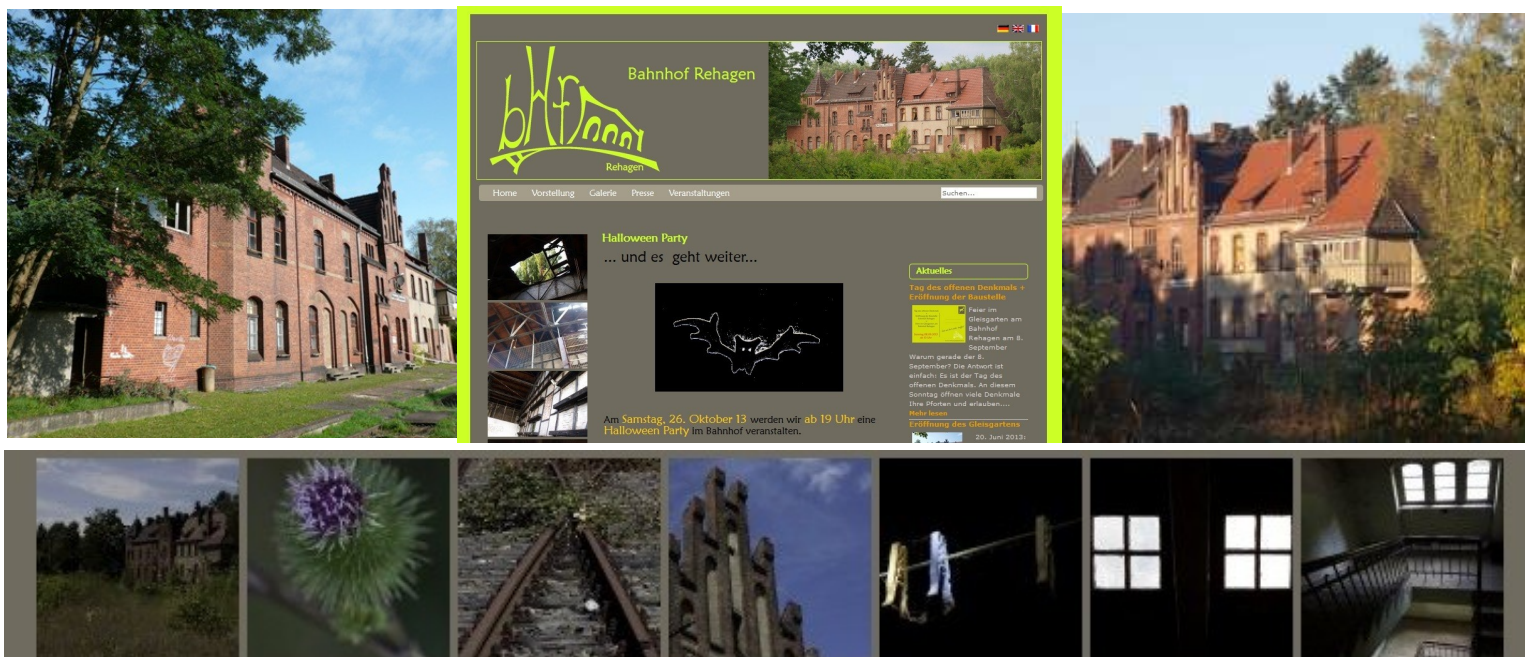 bHf
Rehagen
Bahnhof Rehagen
Home Vorstellung Galerie Presse Veranstaltungen
Suchen...
Halloween Party
... und es geht weiter...
Am Samstag, 26. Oktober 13 werden wir ab 19 Uhr eine
Halloween Party im Bahnhof veranstalten.
Aktuelles
Tag des offenen Denkmals +
Eröffnung der Baustelle
Feier im
Gleisgarten am
Bahnhof
Rehagen am 8.
September
Warum gerade der 8.
September? Die Antwort ist
einfach: Es ist der Tag des
offenen Denkmals. An diesem
Sonntag öffnen viele Denkmale
Ihre Pforten und erlauben....
Mehr lesen
Eröffnung des Gleisgartens
20. Juni 2013: